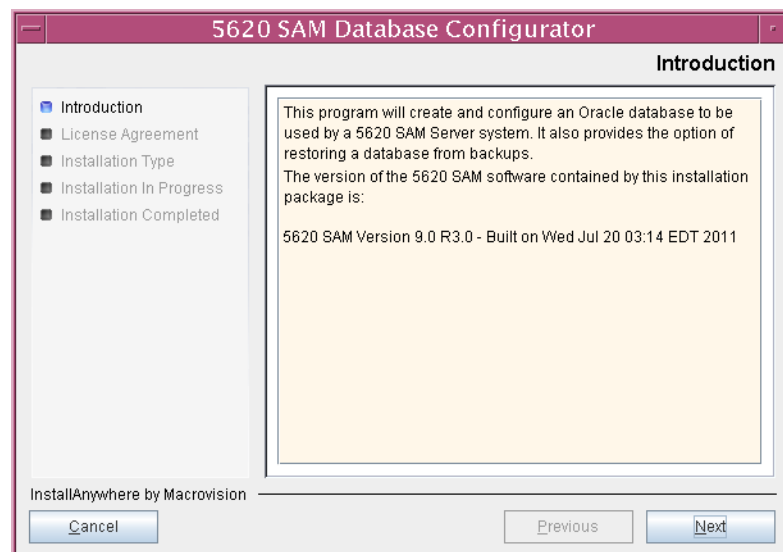 5620 SAM Database Configurator
Introduction
Introduction
License Agreement
Installation Type
Installation In Progress
Installation Completed
This program will create and configure an Oracle database to be
used by a 5620 SAM Server system. It also provides the option of
restoring a database from backups.
The version of the 5620 SAM software contained by this installation
package is:
5620 SAM Version 9.0 R3.0 - Built on Wed Jul 20 03:14 EDT 2011
InstallAnywhere by Macrovision
Cancel
Previous
Next